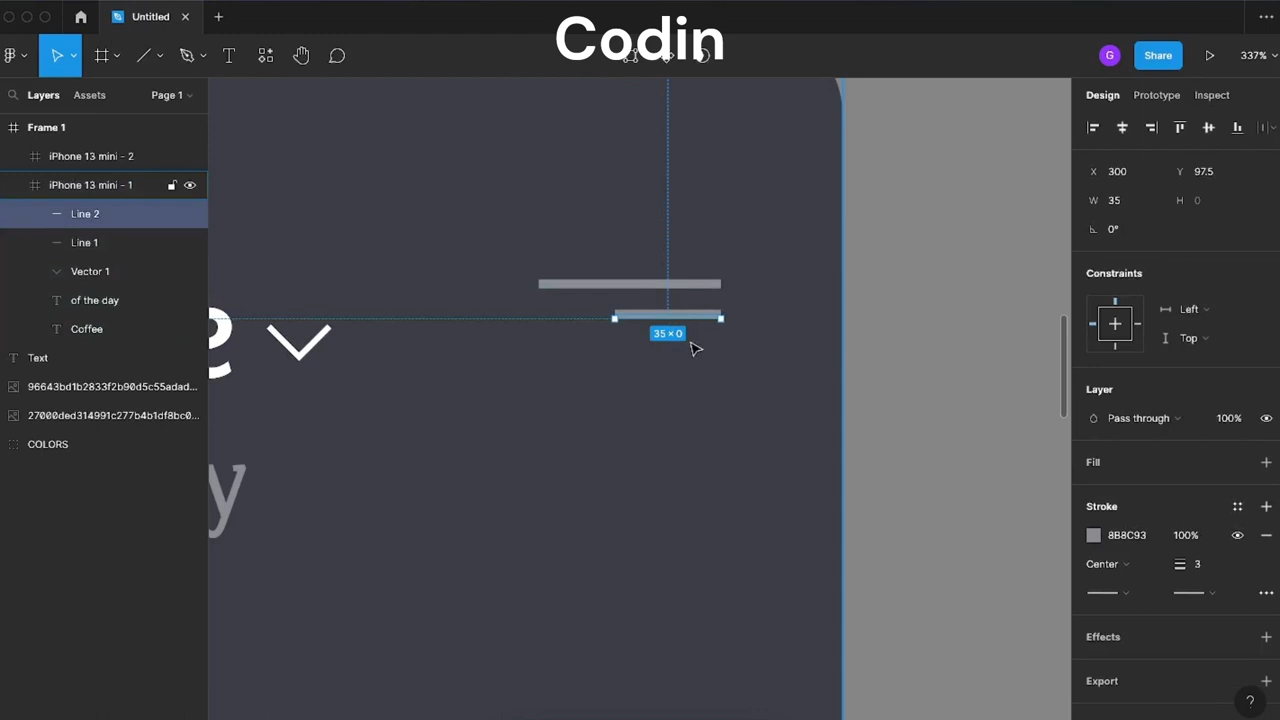 Codin
Untitled
G
Share
337%
Layers
Assets
Page 1
Design
Prototype
Inspect
Frame 1
iPhone 13 mini - 2
iPhone 13 mini - 1
Line 2
Line 1
Vector 1
of the day
Coffee
Text
96643bd1b2833f2b90d5c55adad...
27000ded314991c277b4b1df8bc0...
COLORS
e
y
35 × 0
X 300
Y 97.5
W 35
H 0
0°
Constraints
Left
Top
Layer
Pass through
100%
Fill
Stroke
8B8C93
100%
Center
3
Effects
Export
?